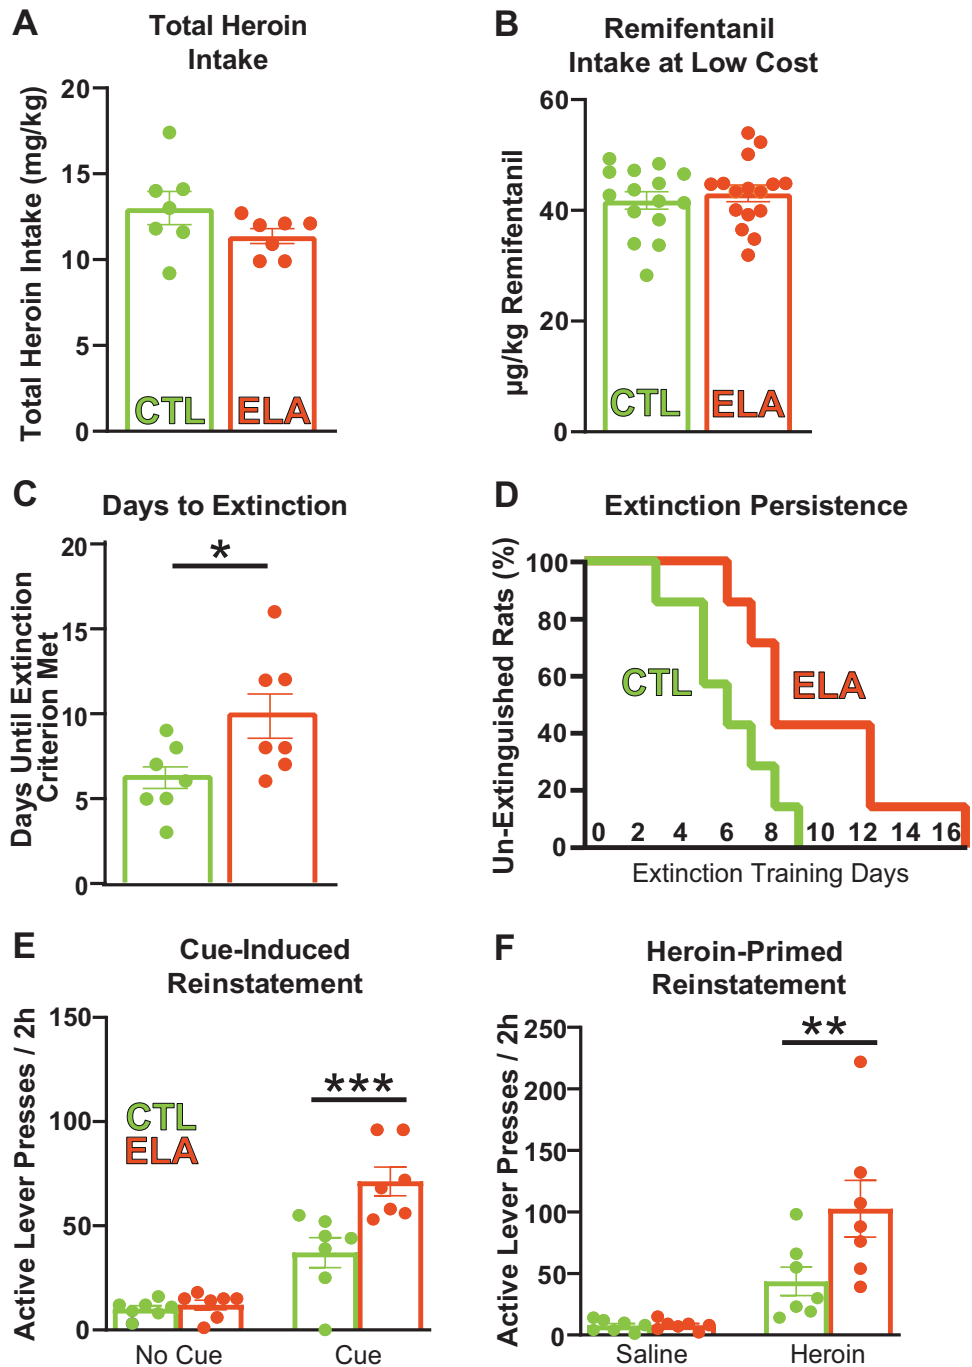 A
Total Heroin
Intake
Total Heroin Intake (mg/kg)
20
15
10
5
0
CTL
ELA
B
Remifentanil
Intake at Low Cost
µg/kg Remifentanil
60
40
20
0
CTL
ELA
C
Days to Extinction
Days Until Extinction
Criterion Met
20
15
10
5
0
*
D
Extinction Persistence
Un-Extinguished Rats (%)
100
80
60
40
20
0
CTL
ELA
0 2 4 6 8 10 12 14 16
Extinction Training Days
E
Cue-Induced
Reinstatement
Active Lever Presses / 2h
150
100
50
0
CTL
ELA
***
No Cue
Cue
F
Heroin-Primed
Reinstatement
Active Lever Presses / 2h
250
200
150
100
50
0
**
Saline
Heroin